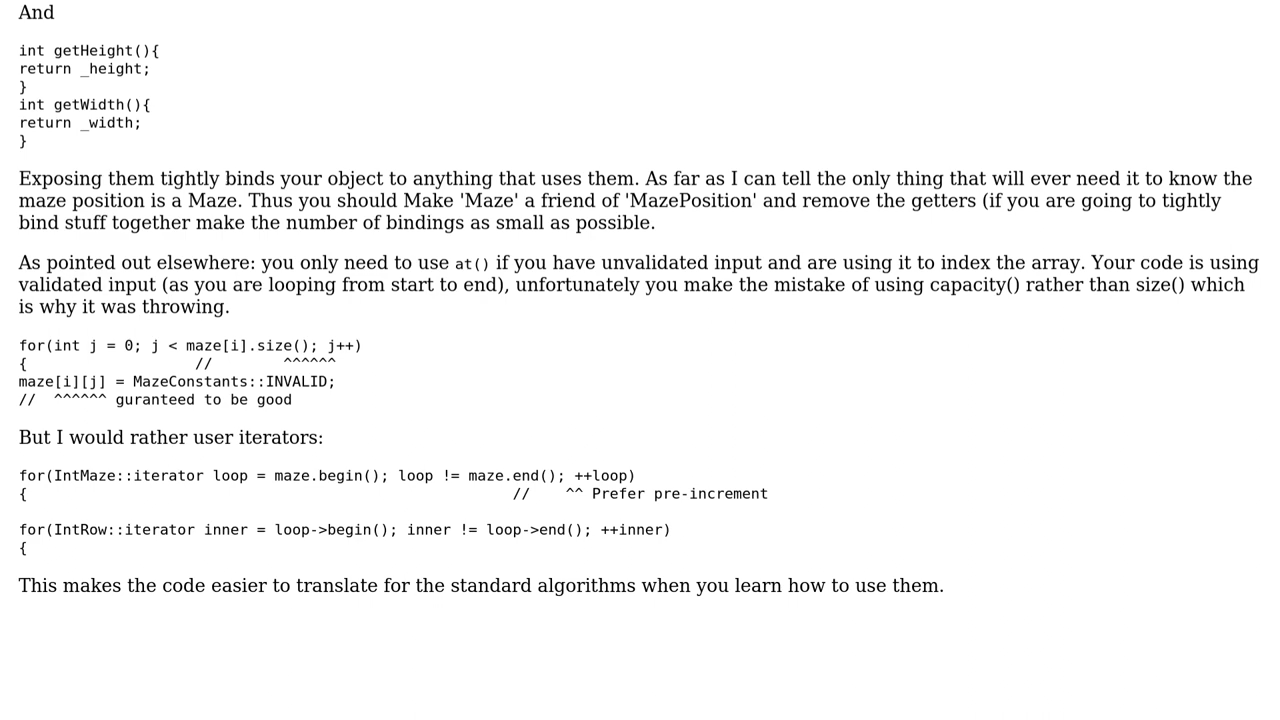 And
int getHeight(){
return _height;
}
int getWidth(){
return _width;
}
Exposing them tightly binds your object to anything that uses them. As far as I can tell the only thing that will ever need it to know the
maze position is a Maze. Thus you should Make 'Maze' a friend of 'MazePosition' and remove the getters (if you are going to tightly
bind stuff together make the number of bindings as small as possible.
As pointed out elsewhere: you only need to use at() if you have unvalidated input and are using it to index the array. Your code is using
validated input (as you are looping from start to end), unfortunately you make the mistake of using capacity() rather than size() which
is why it was throwing.
for(int j = 0; j < maze[i].size(); j++)
{                   //        ^^^^^^
maze[i][j] = MazeConstants::INVALID;
//  ^^^^^^ guranteed to be good
But I would rather user iterators:
for(IntMaze::iterator loop = maze.begin(); loop != maze.end(); ++loop)
{                                                       //    ^^ Prefer pre-increment
for(IntRow::iterator inner = loop->begin(); inner != loop->end(); ++inner)
{
This makes the code easier to translate for the standard algorithms when you learn how to use them.